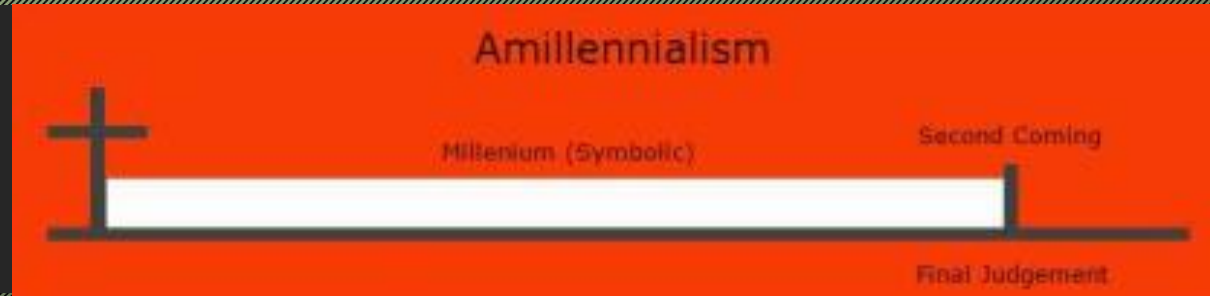 Amillennialism
Second Coming
Millenium (Symbolic)
Final Judgement